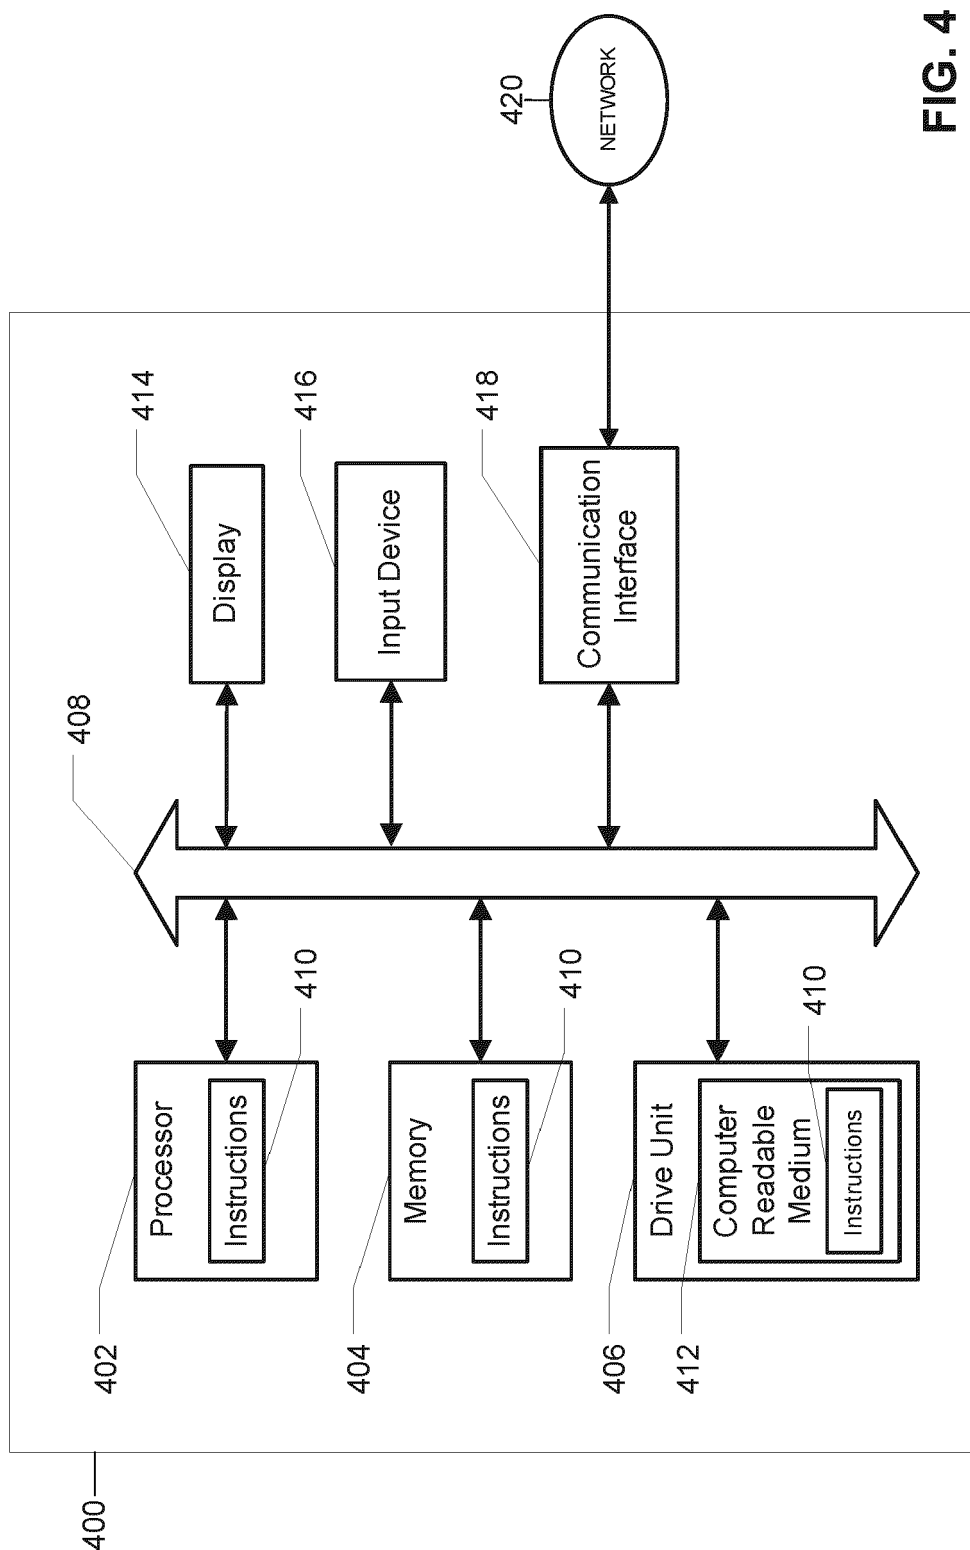 400
402
Processor
Instructions
410
404
Memory
Instructions
410
406
412
Drive Unit
Computer
Readable
Medium
Instructions
410
408
414
Display
416
Input Device
418
Communication
Interface
420
NETWORK
FIG. 4